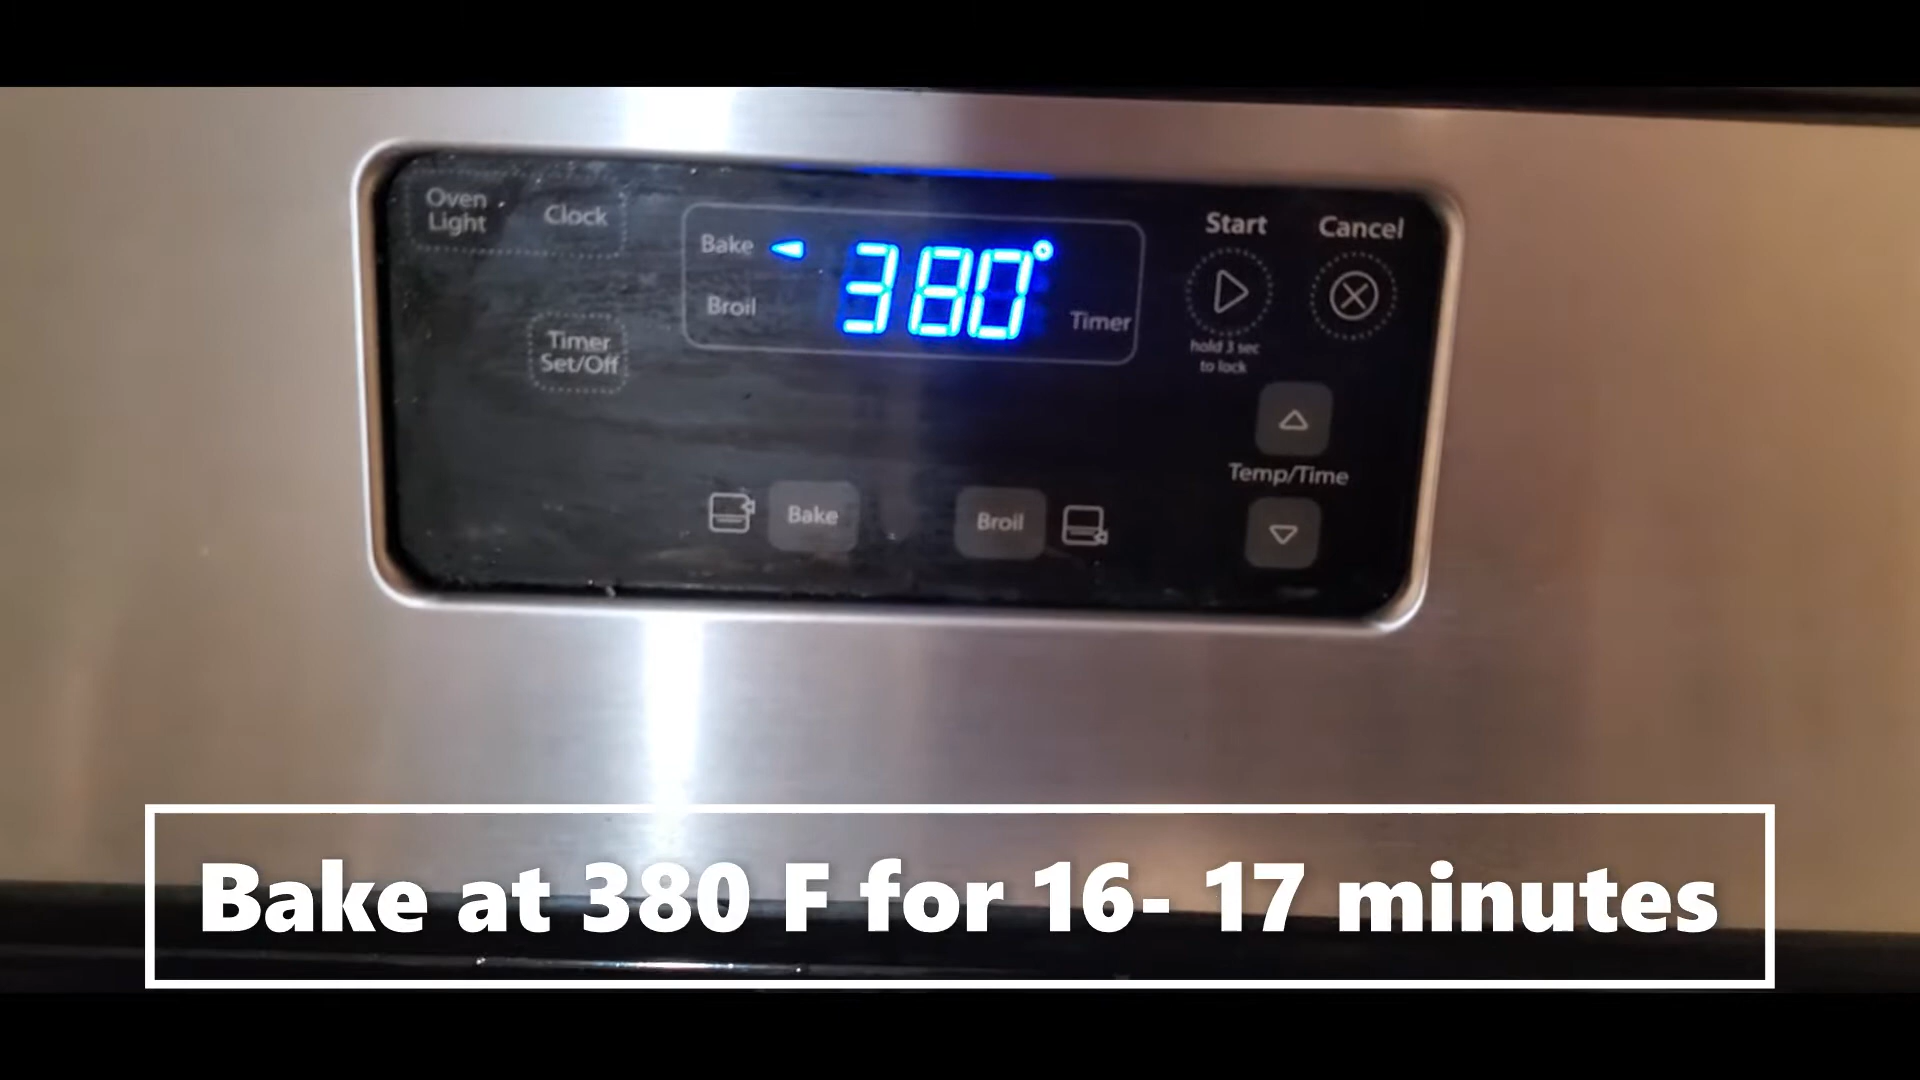 Oven
Light
Clock
Timer
Set/Off
Bake
380°
Broil
Timer
Start
Cancel
hold 3 sec
to lock
Temp/Time
Bake
Broil
Bake at 380 F for 16- 17 minutes